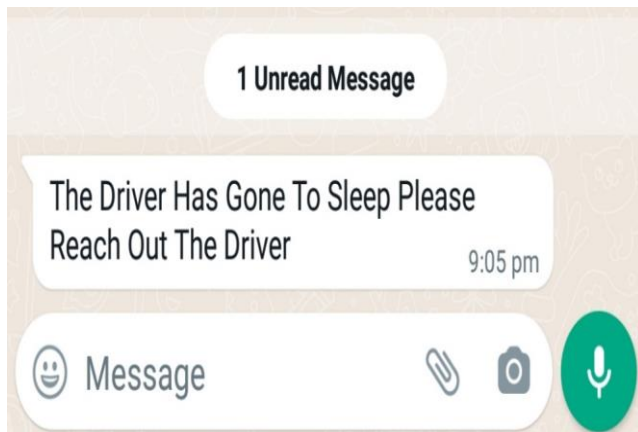 1 Unread Message
The Driver Has Gone To Sleep Please
Reach Out The Driver
9:05 pm
Message